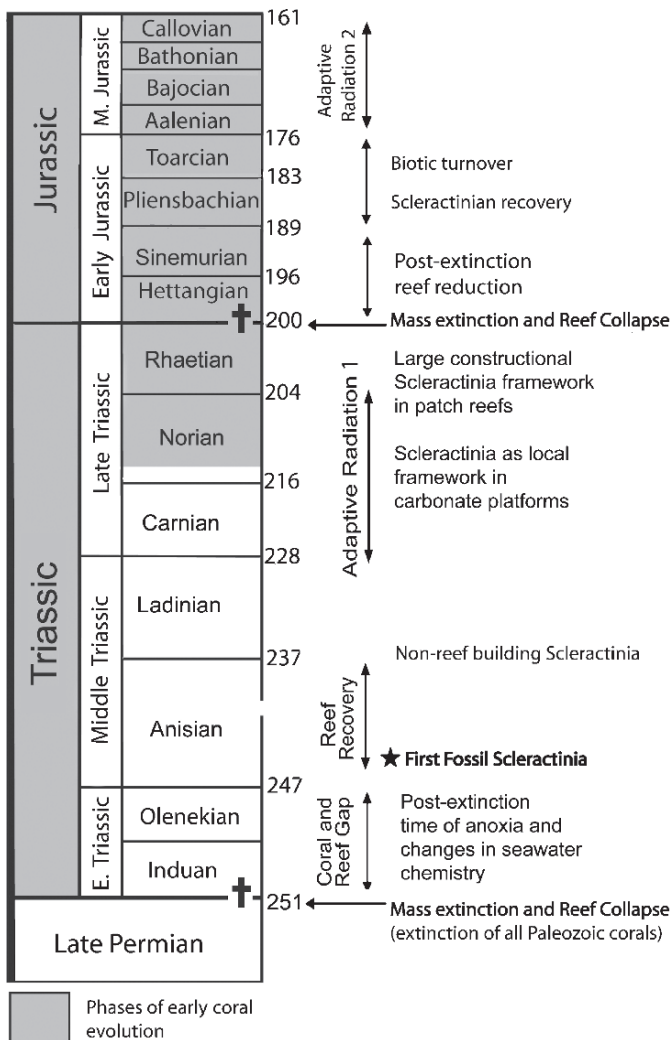 161
Callovian
Bathonian
Bajocian
Aalenian
M. Jurassic
Adaptive
Radiation 2
176
Jurassic
Early Jurassic
Toarcian
183
Pliensbachian
189
Sinemurian
196
Hettangian
200
Biotic turnover
Scleractinian recovery
Post-extinction
reef reduction
Mass extinction and Reef Collapse
Triassic
Late Triassic
Rhaetian
204
Norian
216
Carnian
228
Adaptive Radiation 1
Large constructional
Scleractinia framework
in patch reefs
Scleractinia as local
framework in
carbonate platforms
Middle Triassic
Ladinian
237
Anisian
247
Non-reef building Scleractinia
Reef
Recovery
★ First Fossil Scleractinia
E. Triassic
Olenekian
Induan
251
Coral and
Reef Gap
Post-extinction
time of anoxia and
changes in seawater
chemistry
Mass extinction and Reef Collapse
(extinction of all Paleozoic corals)
Late Permian
Phases of early coral
evolution